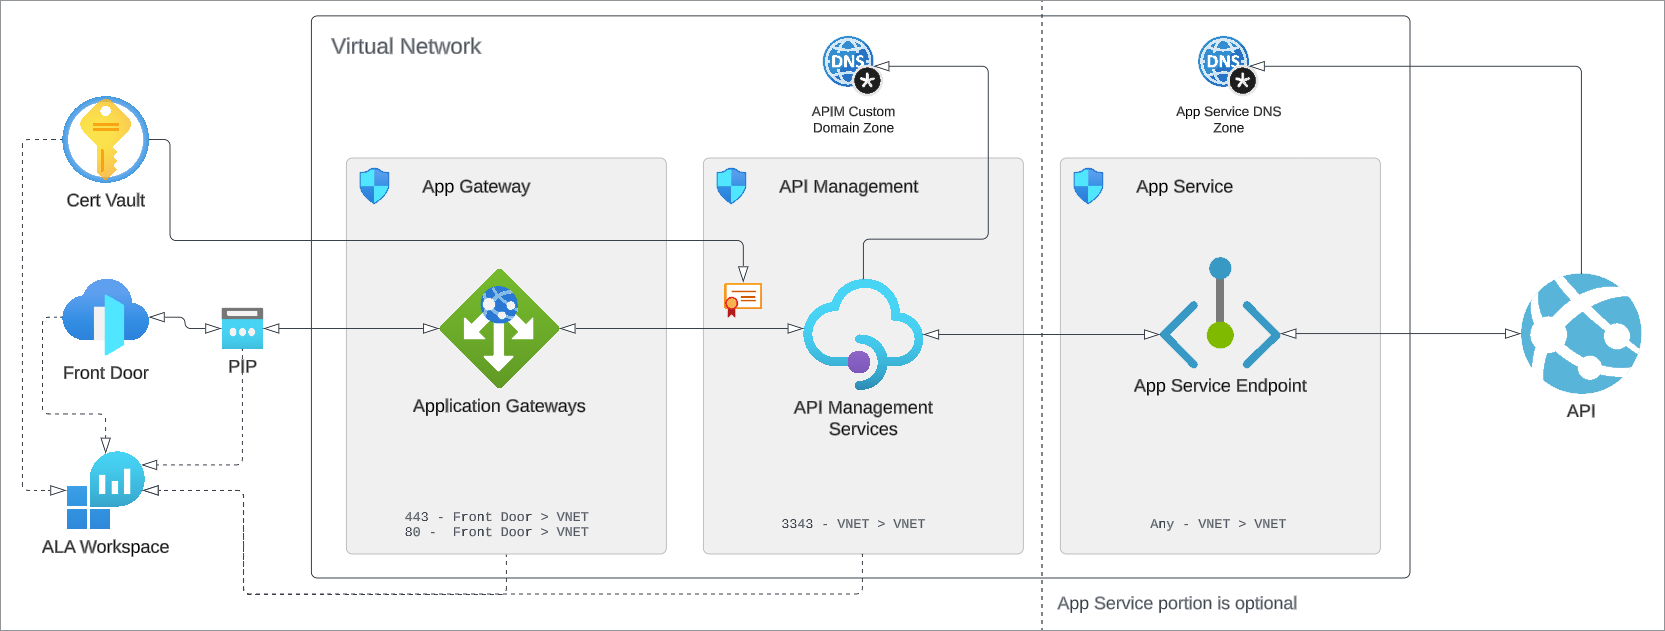 Virtual Network
DNS
*
APIM Custom
Domain Zone
DNS
*
App Service DNS
Zone
Cert Vault
App Gateway
API Management
App Service
Front Door
PIP
Application Gateways
API Management
Services
App Service Endpoint
API
ALA Workspace
443 - Front Door > VNET
80 -  Front Door > VNET
3343 - VNET > VNET
Any - VNET > VNET
App Service portion is optional